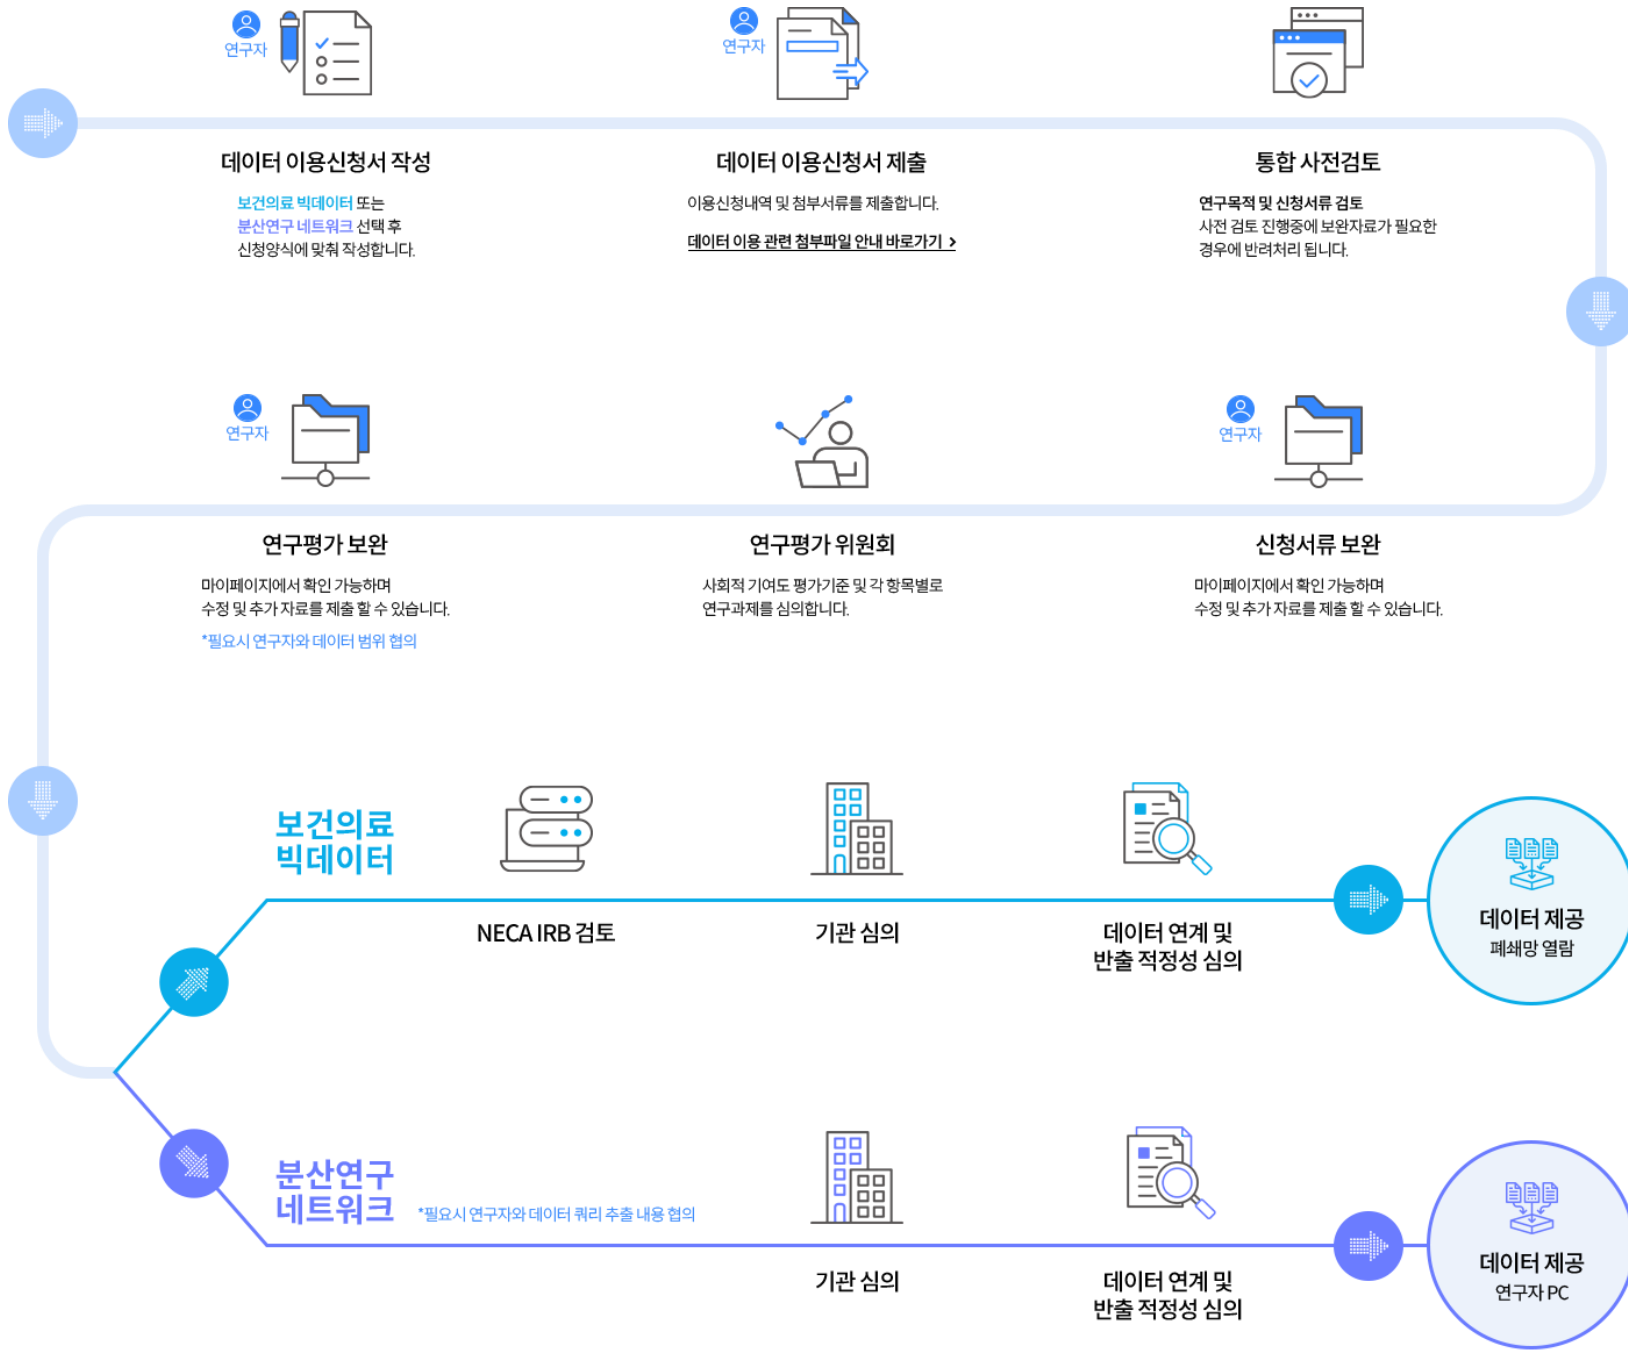 연구자
연구자
데이터 이용신청서 작성
보건의료 빅데이터 또는
분산연구 네트워크 선택 후
신청양식에 맞춰 작성합니다.
데이터 이용신청서 제출
이용신청내역 및 첨부서류를 제출합니다.
데이터 이용 관련 첨부파일 안내 바로가기 >
통합 사전검토
연구목적 및 신청서류 검토
사전 검토 진행중에 보완자료가 필요한
경우에 반려처리 됩니다.
연구자
연구자
연구평가 보완
마이페이지에서 확인 가능하며
수정 및 추가 자료를 제출 할 수 있습니다.
*필요시 연구자와 데이터 범위 협의
연구평가 위원회
사회적 기여도 평가기준 및 각 항목별로
연구과제를 심의합니다.
신청서류 보완
마이페이지에서 확인 가능하며
수정 및 추가 자료를 제출 할 수 있습니다.
보건의료
빅데이터
NECA IRB 검토
기관 심의
데이터 연계 및
반출 적정성 심의
데이터 제공
폐쇄망 열람
분산연구
네트워크
*필요시 연구자와 데이터 쿼리 추출 내용 협의
기관 심의
데이터 연계 및
반출 적정성 심의
데이터 제공
연구자 PC